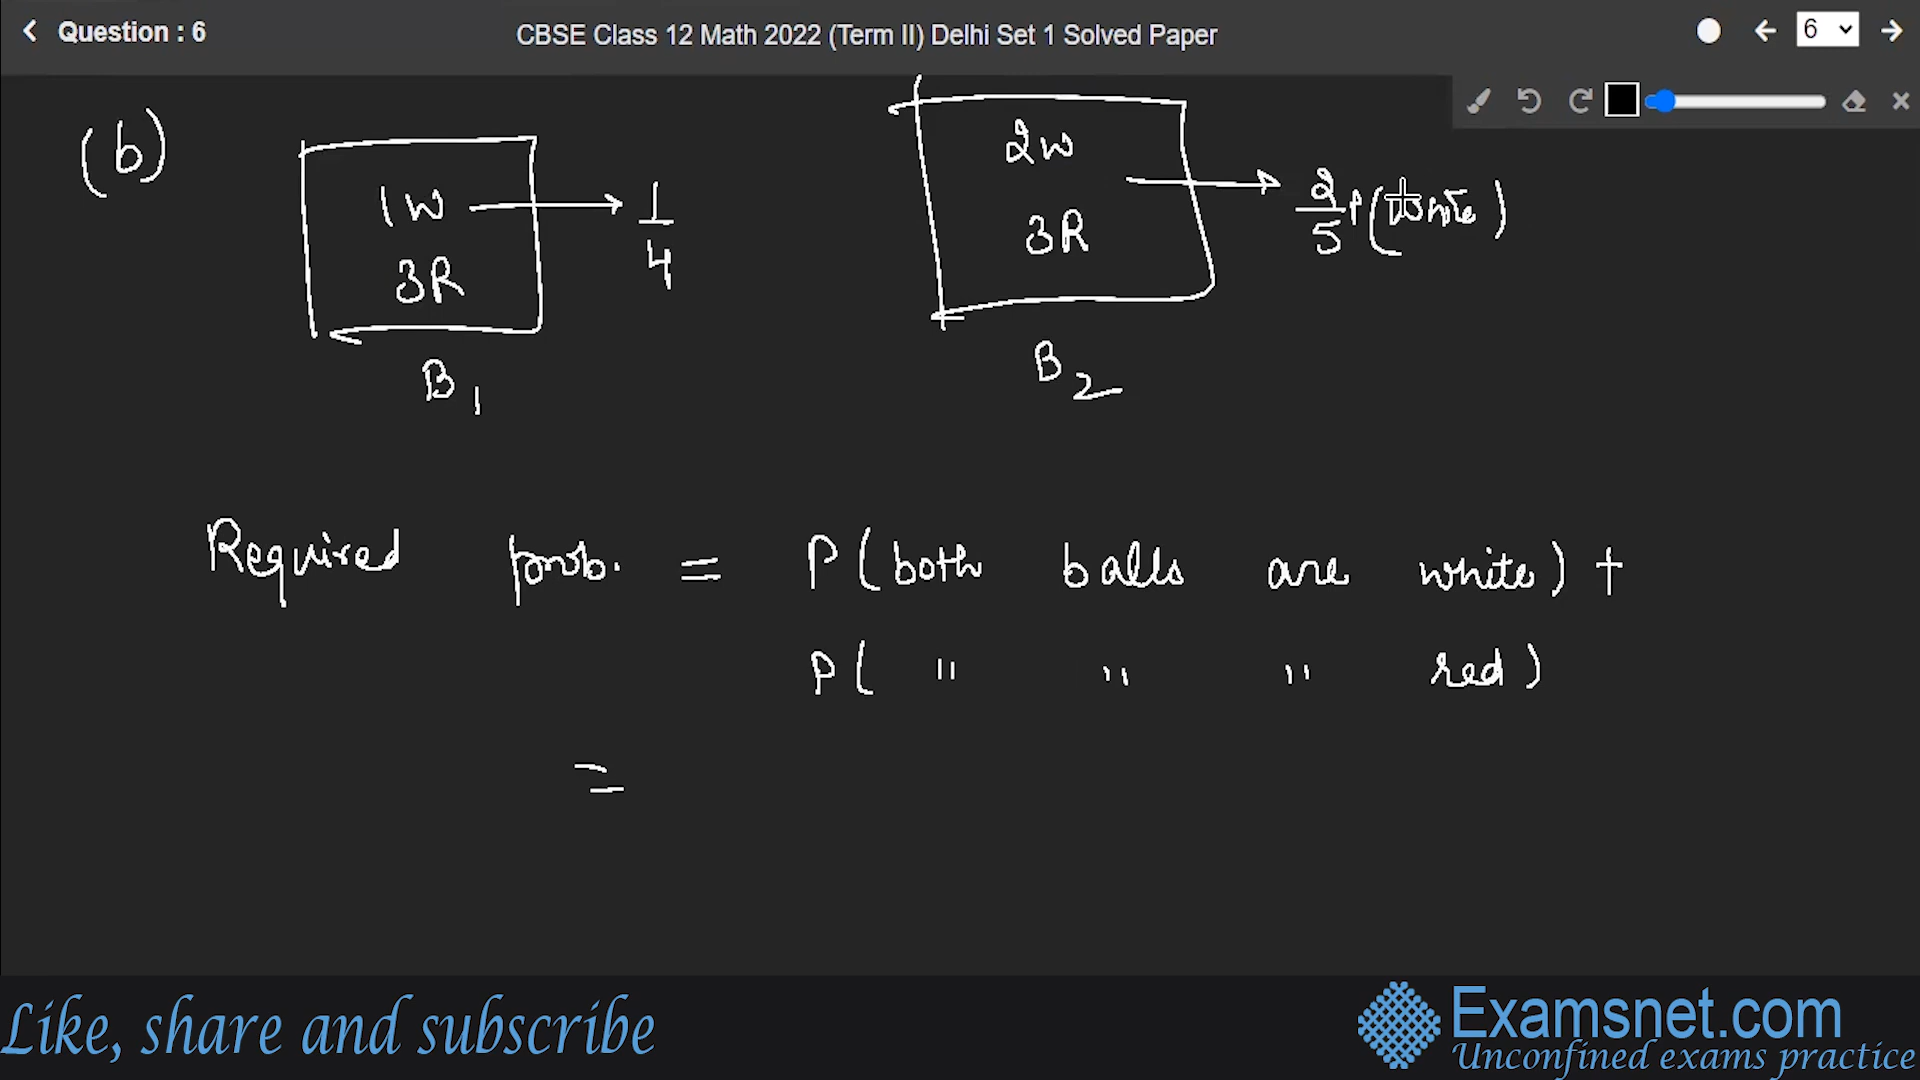 Question : 6
CBSE Class 12 Math 2022 (Term II) Delhi Set 1 Solved Paper
6
(b)
1W
3R
1/4
B1
2W
3R
2/5 P(white)
B2
Required prob. = P(both balls are white) +
P( " " " red)
=
Like, share and subscribe
Examsnet.com
Unconfined exams practice